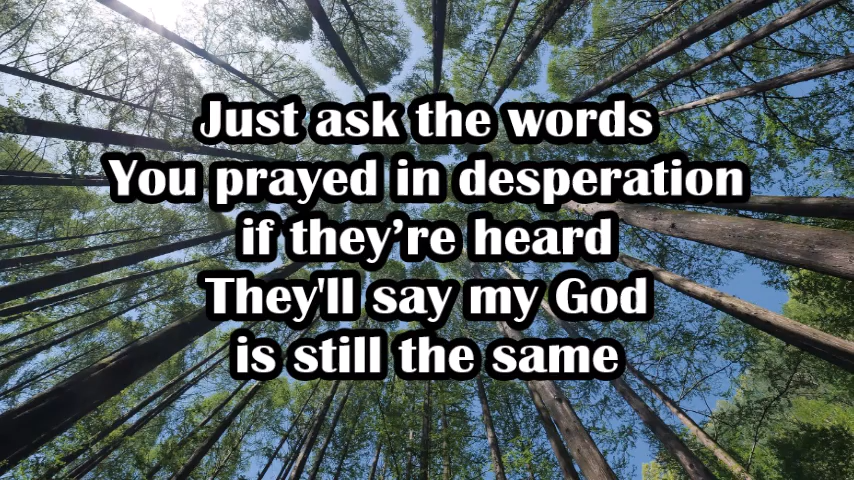 Just ask the words
You prayed in desperation
if they’re heard
They'll say my God
is still the same